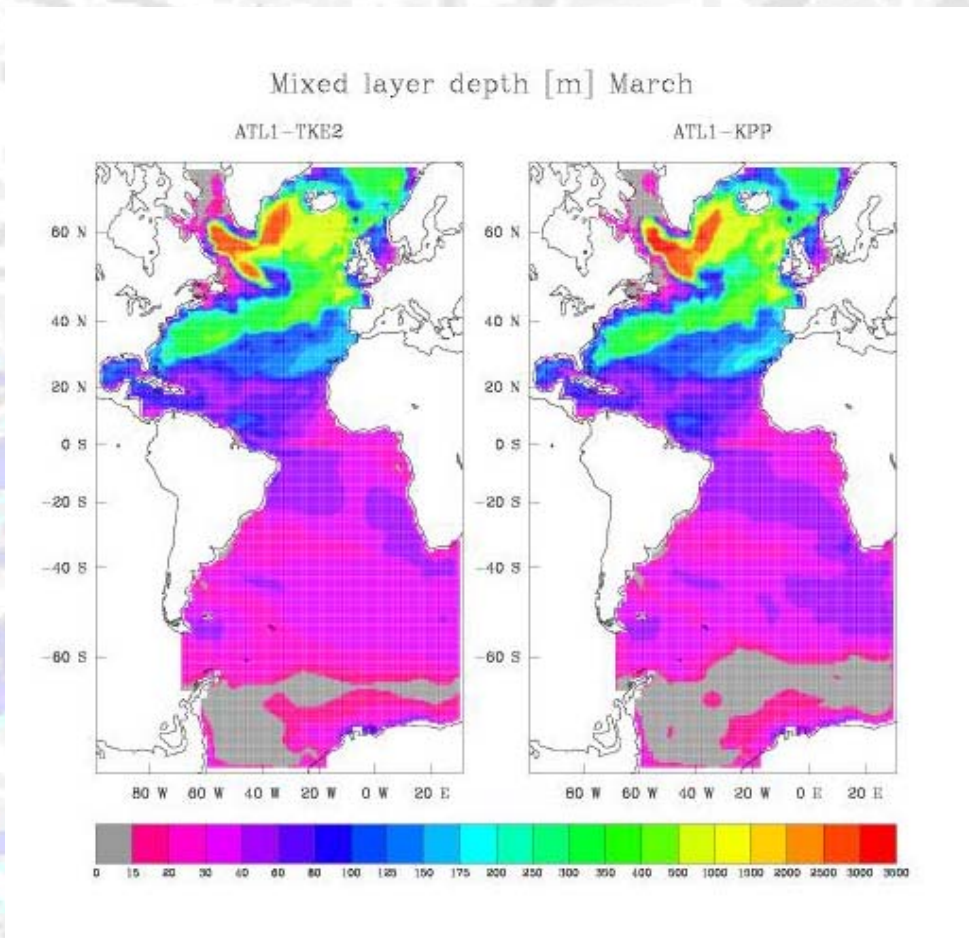 Mixed layer depth [m] March
ATL1-TKE2 ATL1-KPP
60 N 60 N
40 N 40 N
20 N 20 N
0 S 0 S
-20 S -20 S
-40 S -40 S
-60 S -60 S
80 W 60 W 40 W 20 W 0 W 20 E 80 W 60 W 40 W 20 W 0 E 20 E
0 15 20 30 40 60 80 100 125 150 175 200 250 300 350 400 500 1000 1500 2000 2500 3000 3500